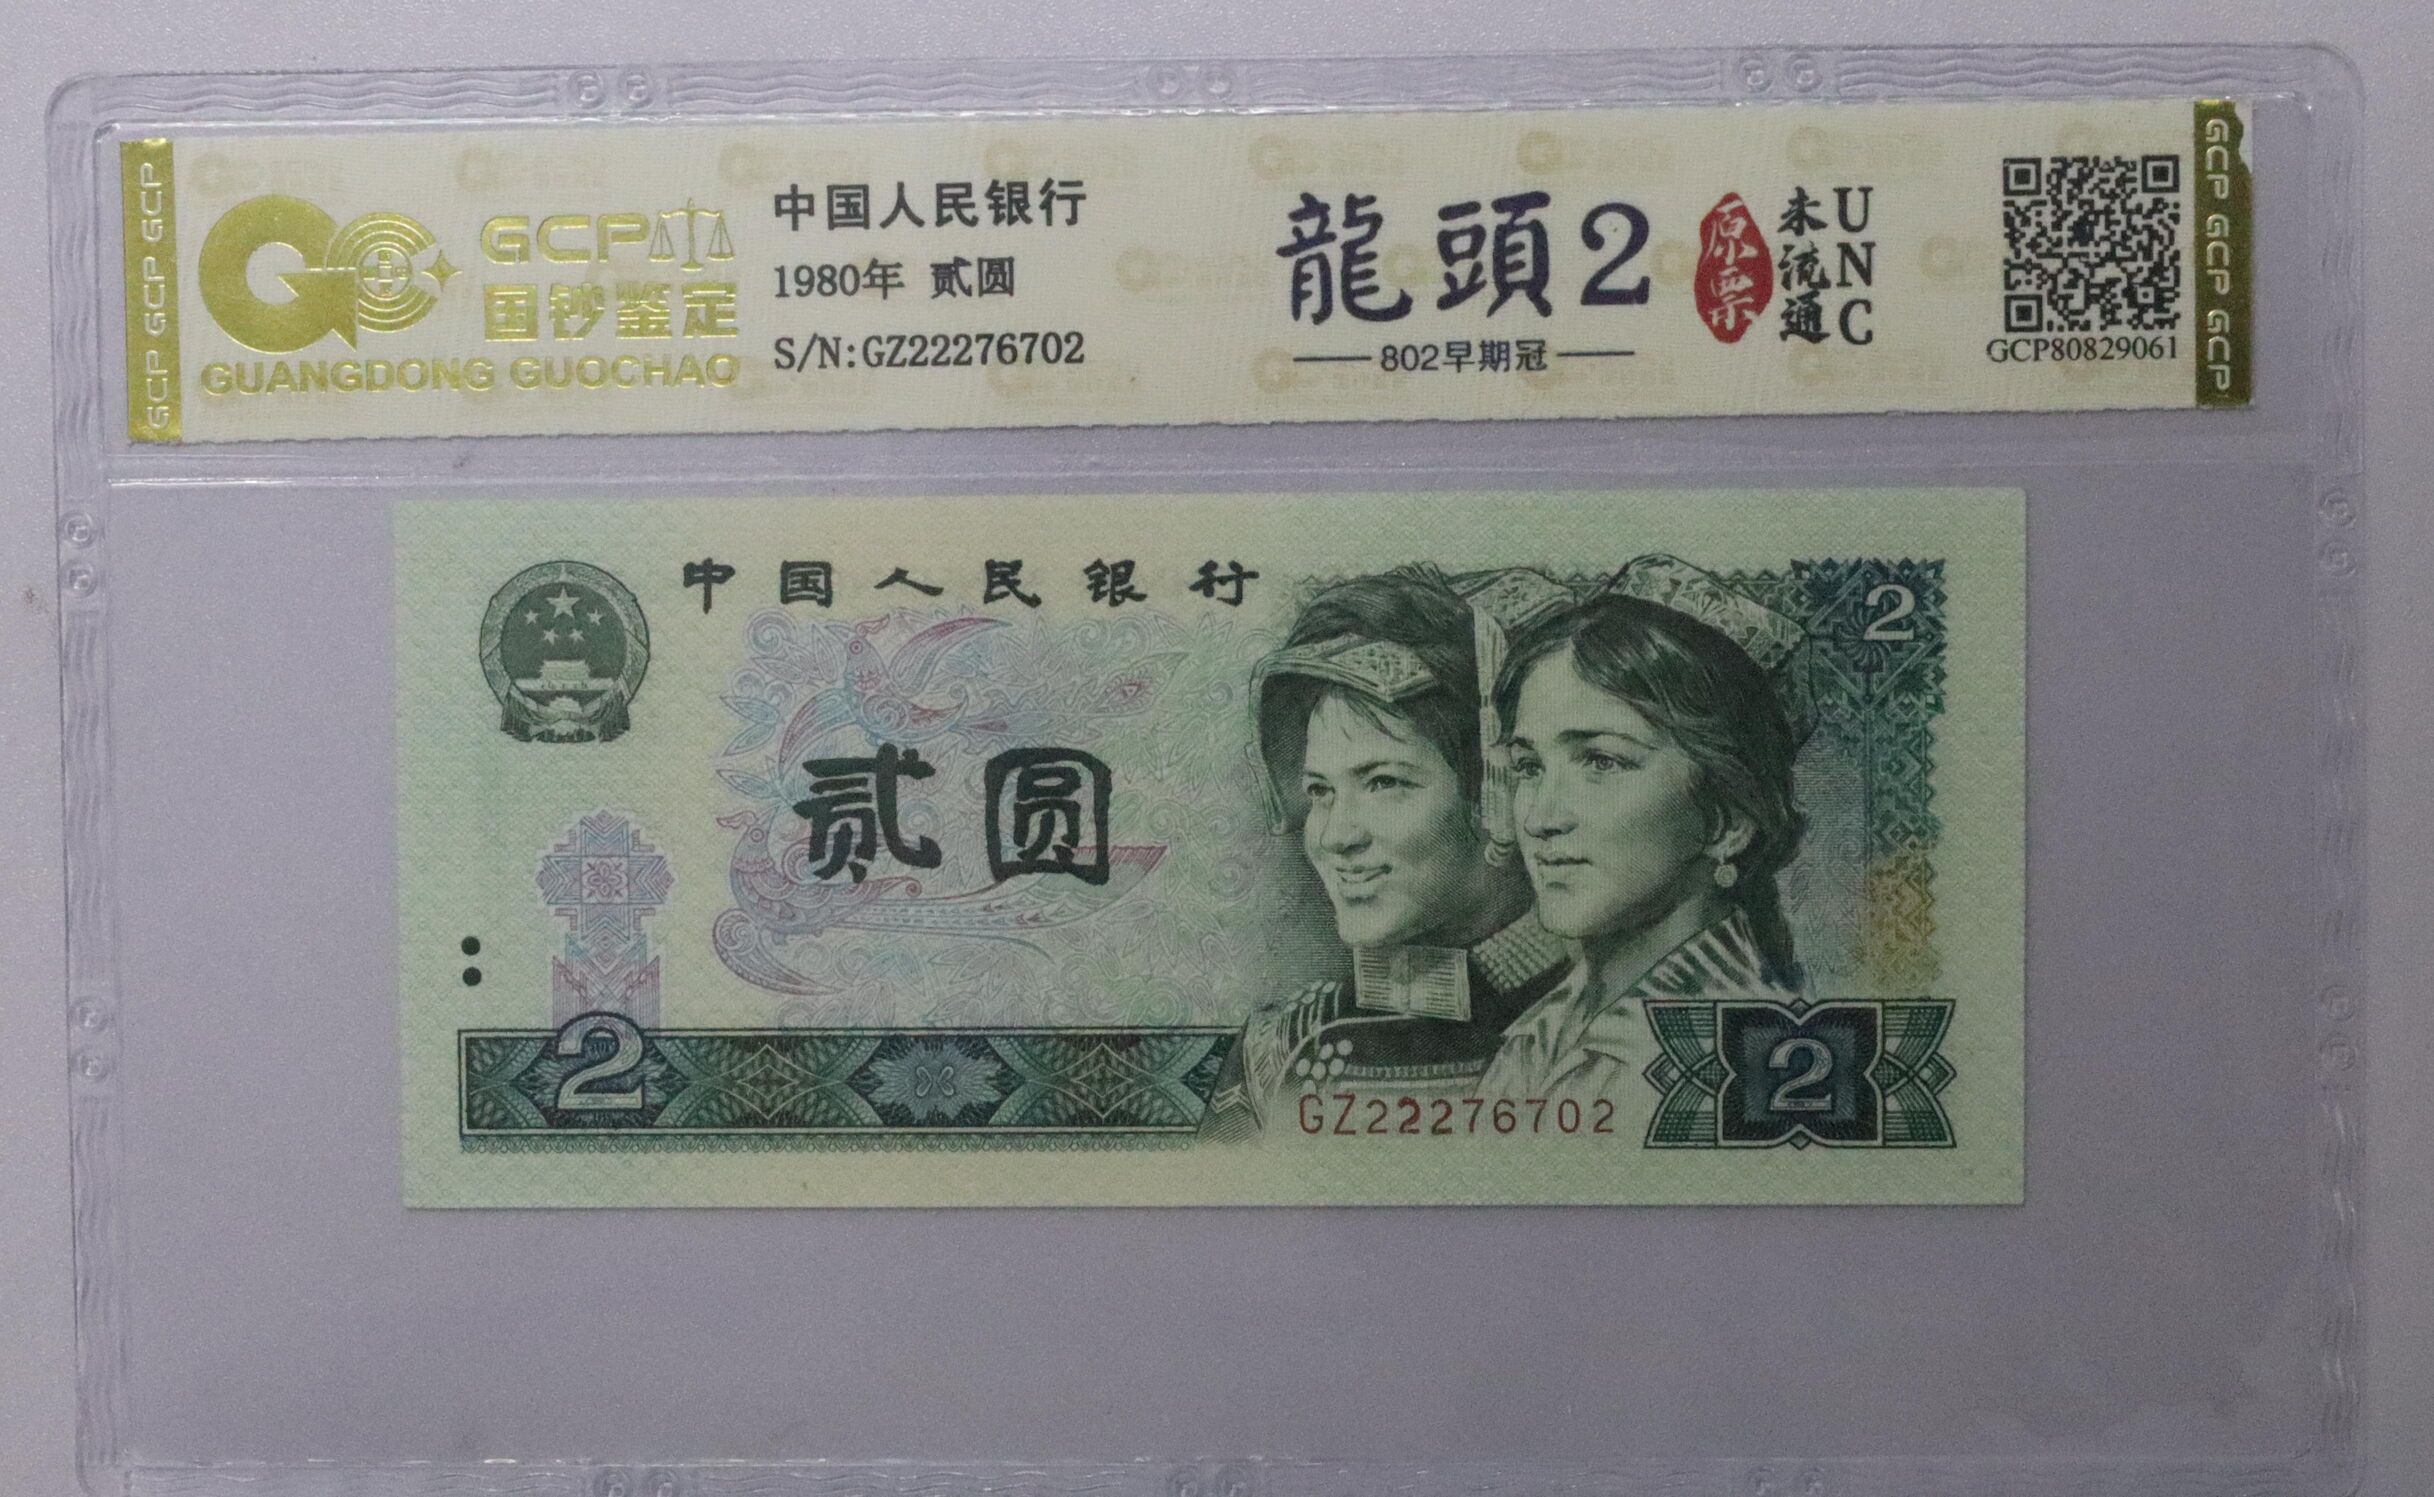 GCP GCP GCP
GCP
国钞鉴定
GUANGDONG GUOCHAO
中国人民银行
1980年 贰圆
S/N:GZ22276702
龍頭2
802早期冠
原票
未流通
UNC
GCP80829061
GCP GCP GCP
中国人民银行
2
贰圆
2
2
GZ22276702